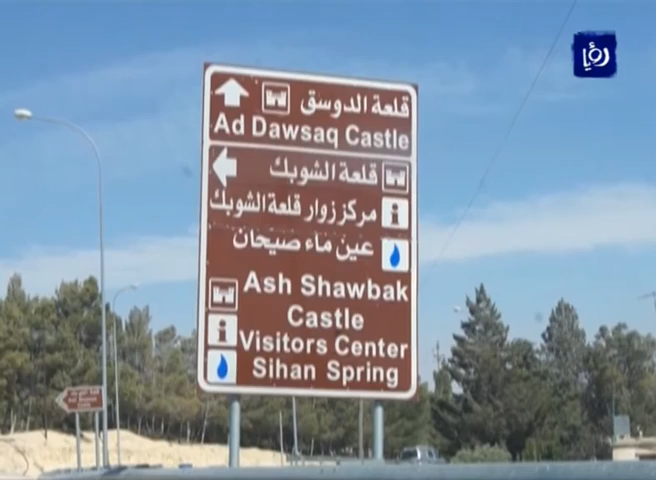 رؤيا
قلعة الدوسق
Ad Dawsaq Castle
قلعة الشوبك
مركز زوار قلعة الشوبك
عين ماء صيحان
Ash Shawbak
Castle
Visitors Center
Sihan Spring